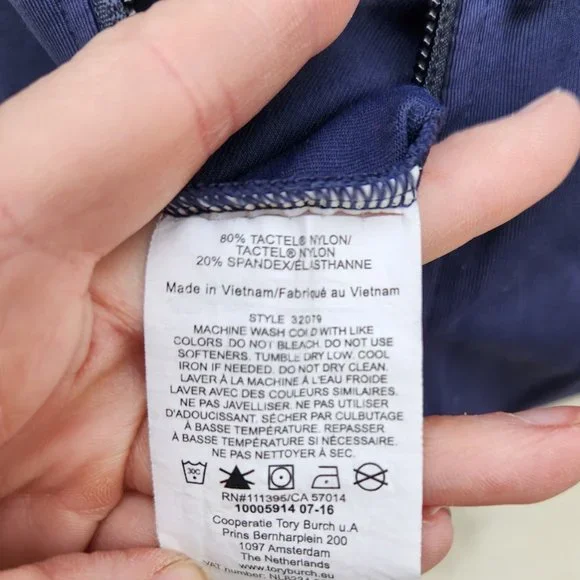 80% TACTEL® NYLON/
TACTEL® NYLON
20% SPANDEX/ÉLASTHANNE
Made in Vietnam/Fabriqué au Vietnam
STYLE 32079
MACHINE WASH COLD WITH LIKE
COLORS. DO NOT BLEACH. DO NOT USE
SOFTENERS. TUMBLE DRY LOW. COOL
IRON IF NEEDED. DO NOT DRY CLEAN.
LAVER À LA MACHINE À L'EAU FROIDE
LAVER AVEC DES COULEURS SIMILAIRES.
NE PAS JAVELLISER. NE PAS UTILISER
D'ADOUCISSANT. SÉCHER PAR CULBUTAGE
À BASSE TEMPÉRATURE. REPASSER
À BASSE TEMPÉRATURE SI NÉCESSAIRE.
NE PAS NETTOYER À SEC.
30C
RN#111395/CA 57014
10005914 07-16
Cooperatie Tory Burch u.A
Prins Bernharplein 200
1097 Amsterdam
The Netherlands
www.toryburch.eu